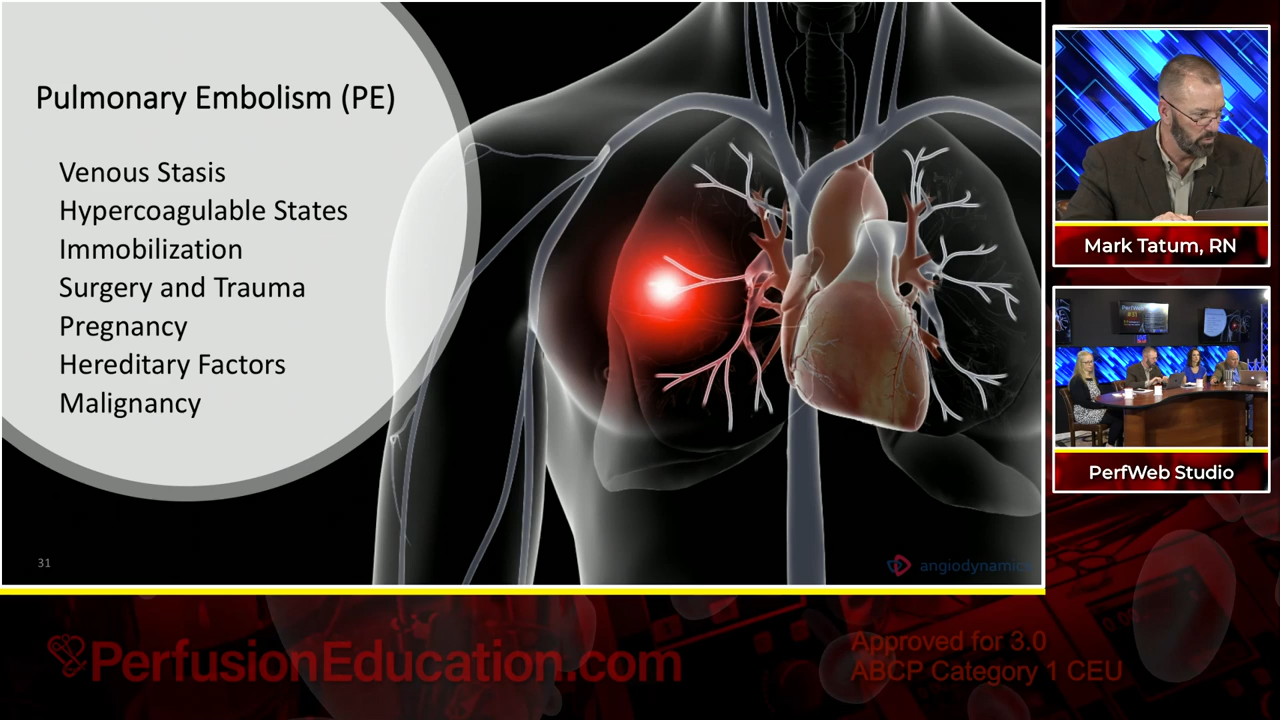 Pulmonary Embolism (PE)
Venous Stasis
Hypercoagulable States
Immobilization
Surgery and Trauma
Pregnancy
Hereditary Factors
Malignancy
31
angiodynamics
Mark Tatum, RN
PerfWeb Studio
PerfusionEducation.com
Approved for 3.0
ABCP Category 1 CEU